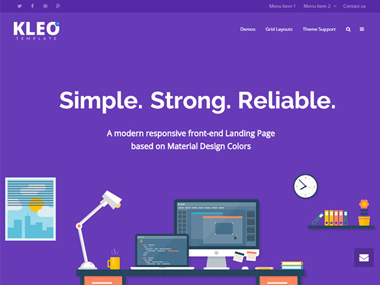 Menu Item 1 Menu Item 2 Contact us
KLEO
TEMPLATE
Demos Grid Layouts Theme Support
Simple. Strong. Reliable.
A modern responsive front-end Landing Page
based on Material Design Colors